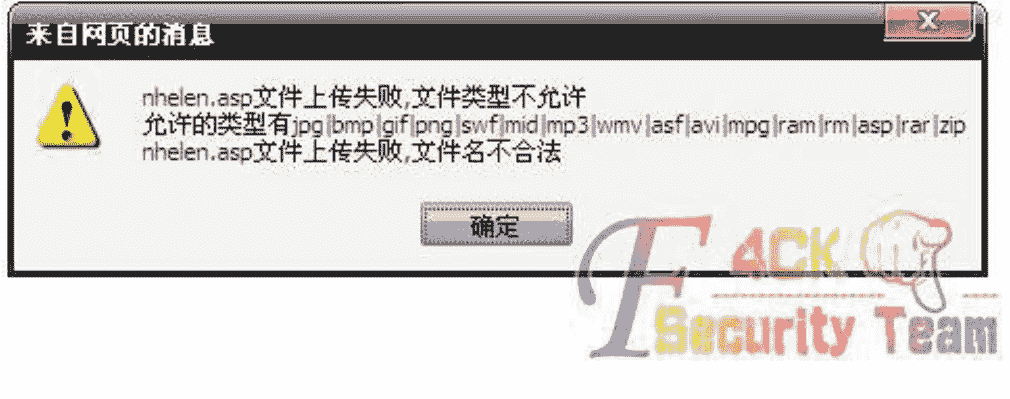 来自网页的消息
nhelen.asp文件上传失败,文件类型不允许
允许的类型有jpg|bmp|gif|png|swf|mid|mp3|wmv|asf|avi|mpg|ram|rm|asp|rar|zip
nhelen.asp文件上传失败,文件名不合法
确定
F4CK
Security Team